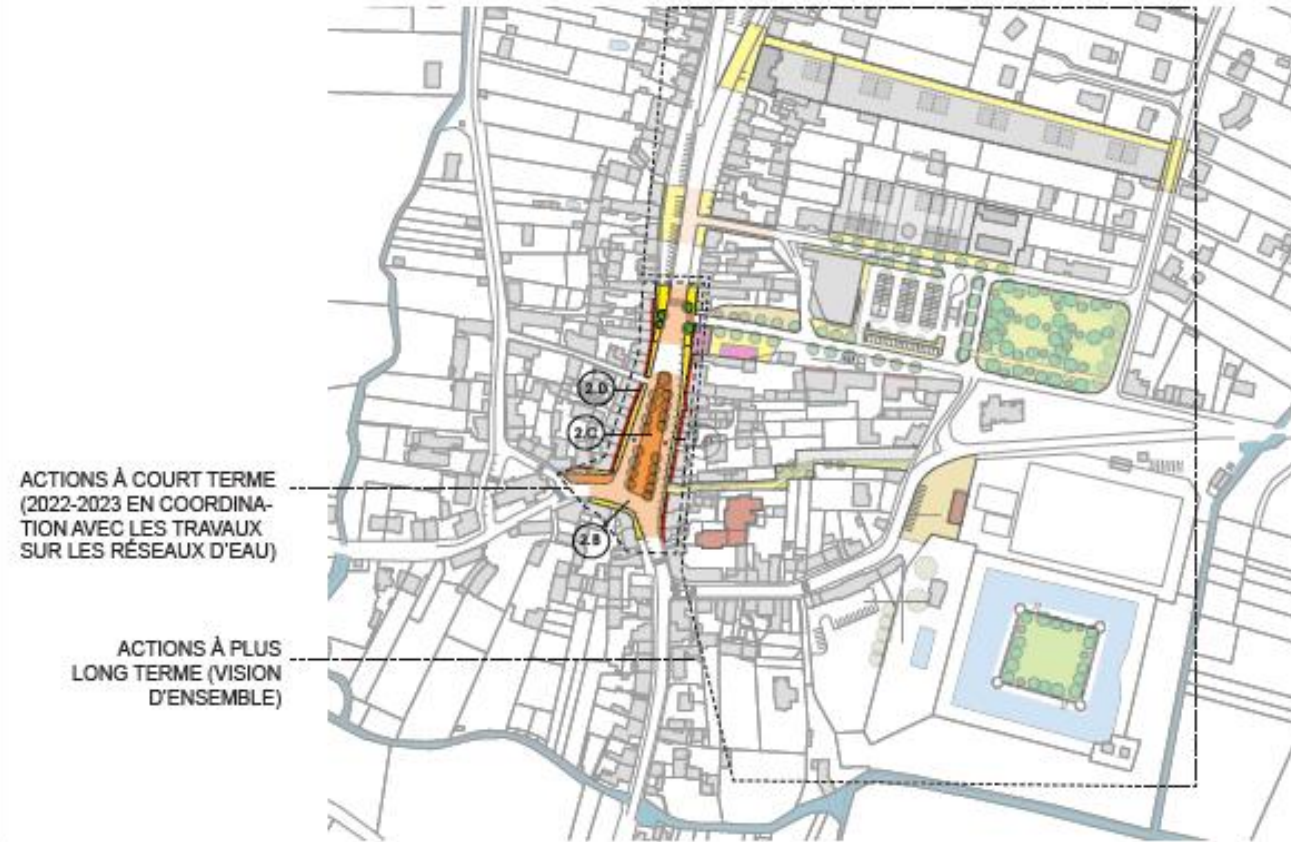 2.D
2.C
ACTIONS À COURT TERME
(2022-2023 EN COORDINA-
TION AVEC LES TRAVAUX
SUR LES RÉSEAUX D'EAU)
2.B
ACTIONS À PLUS
LONG TERME (VISION
D'ENSEMBLE)